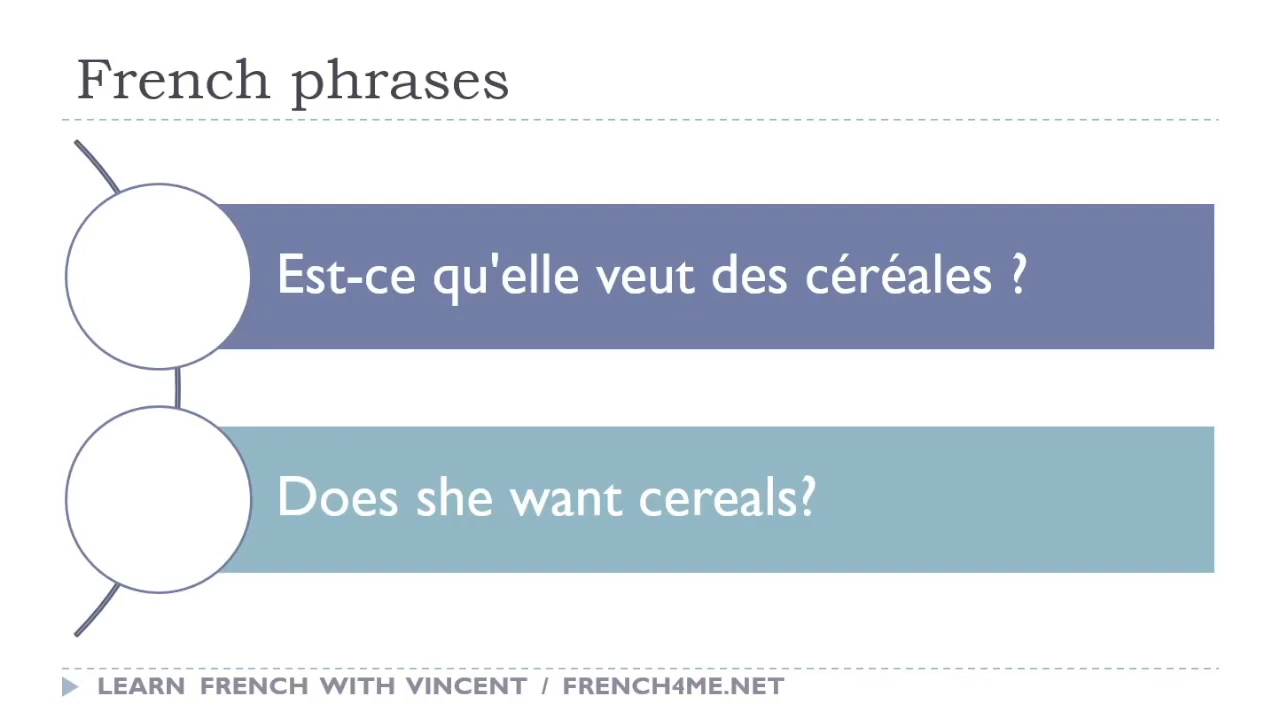 French phrases
Est-ce qu'elle veut des céréales ?
Does she want cereals?
LEARN FRENCH WITH VINCENT / FRENCH4ME.NET